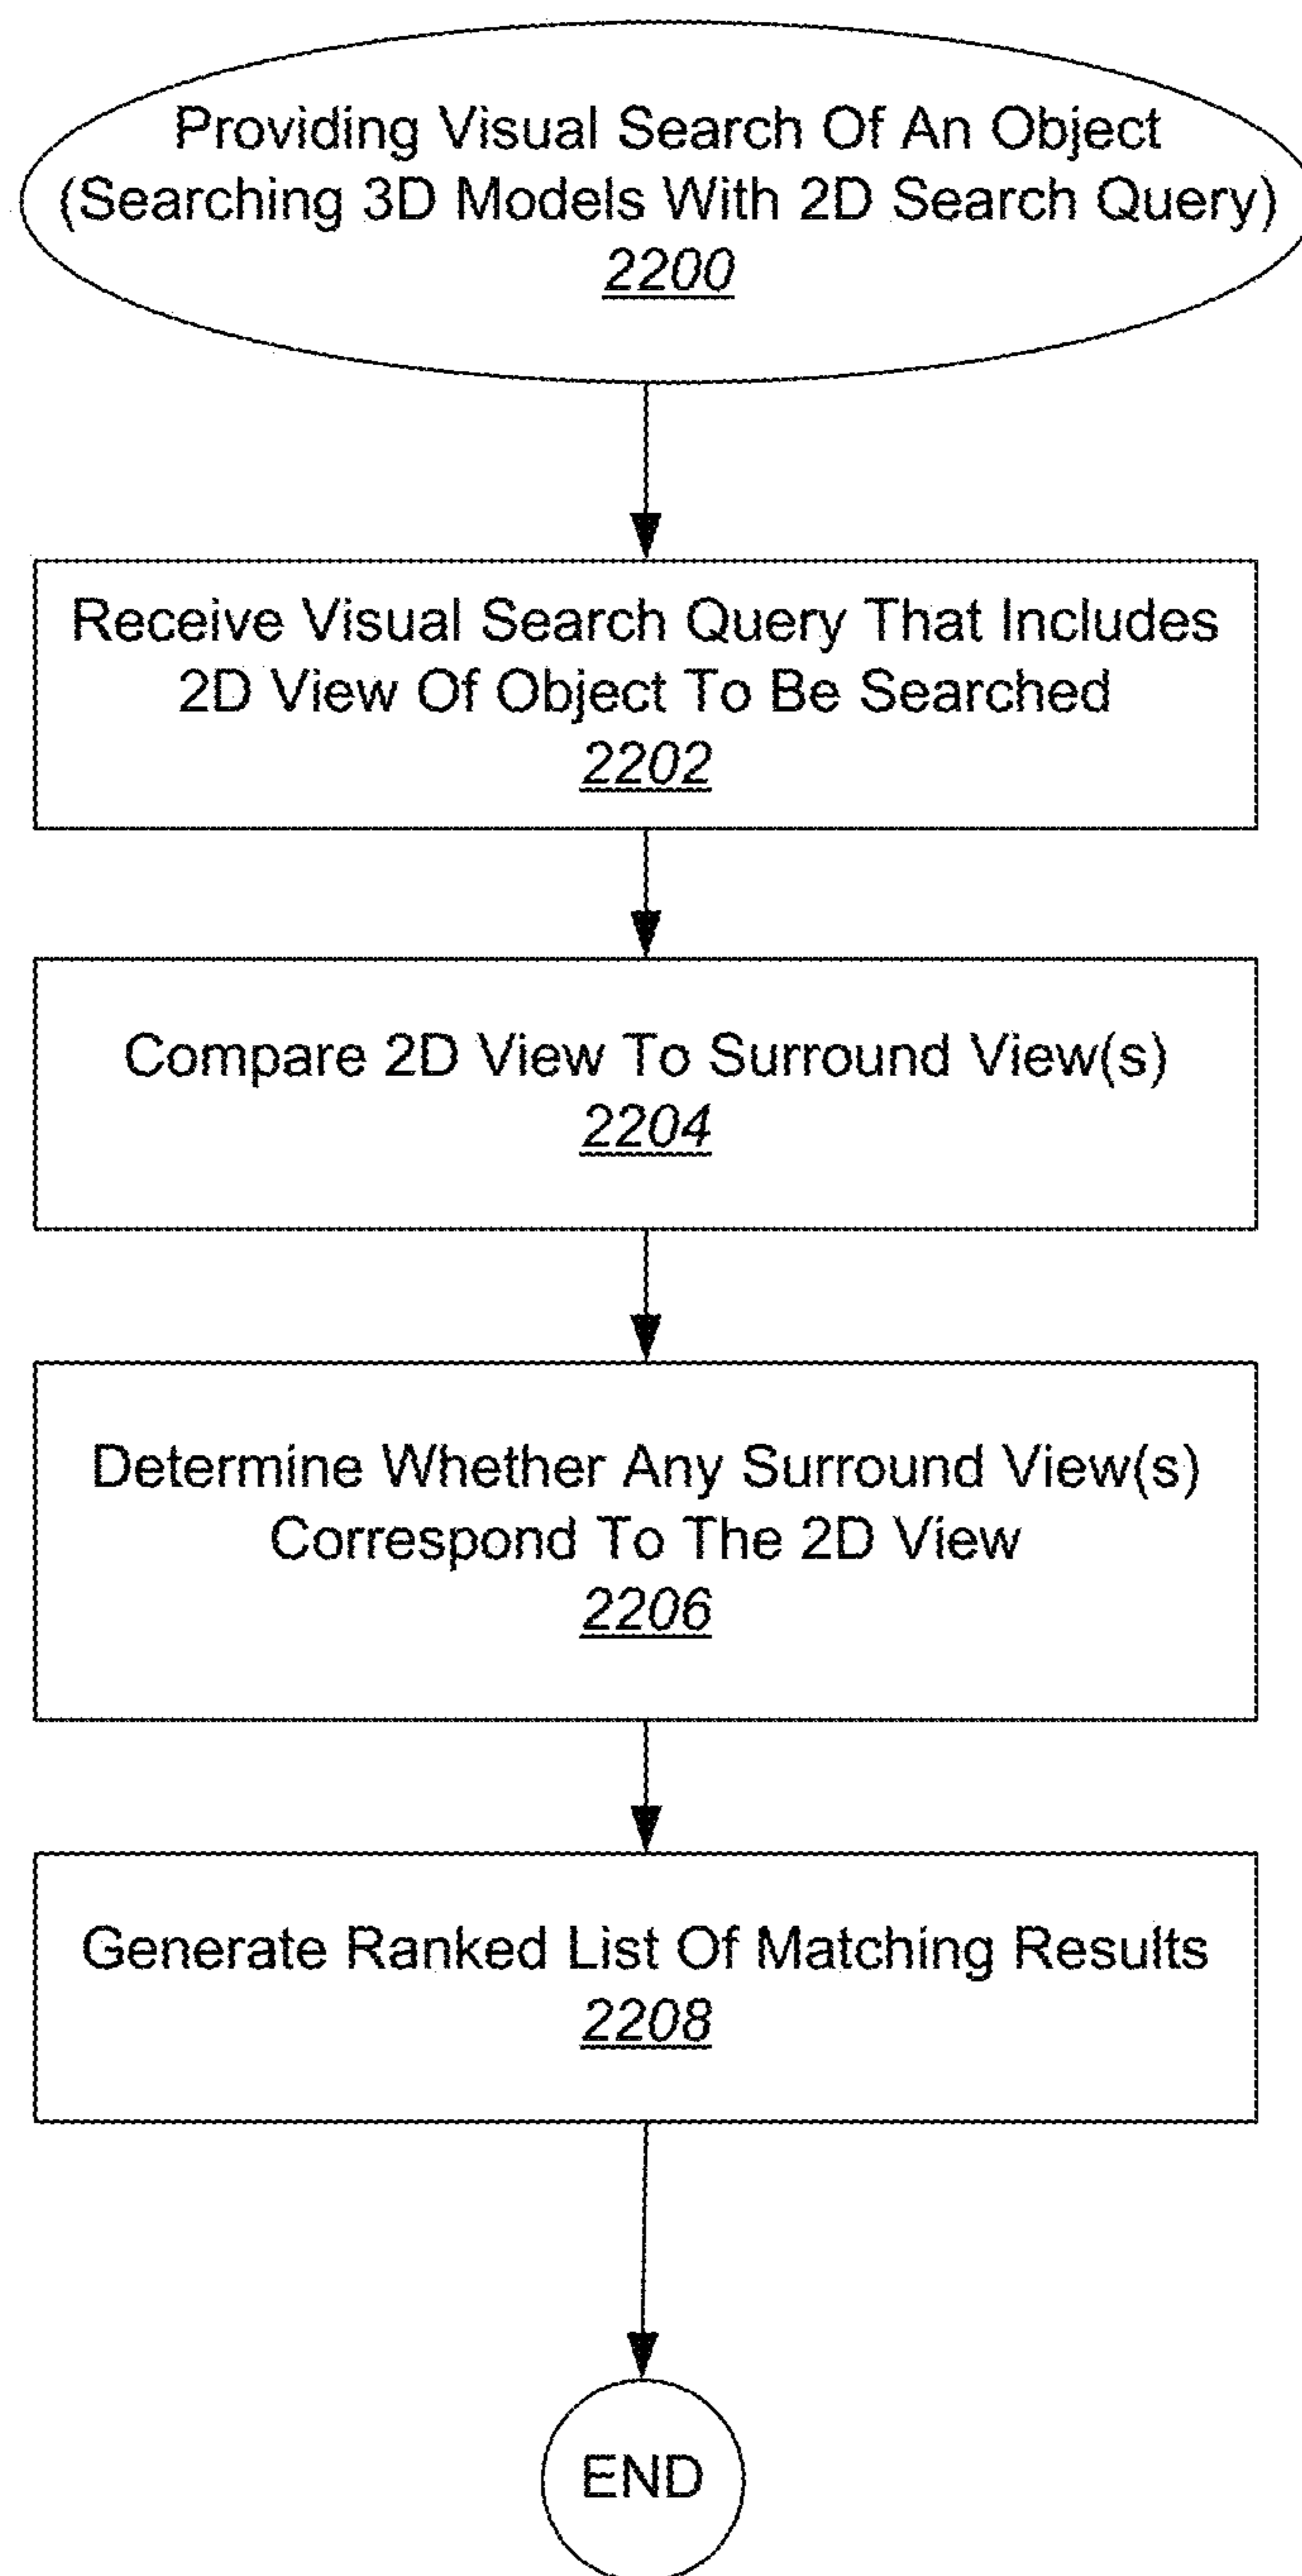 Providing Visual Search Of An Object
(Searching 3D Models With 2D Search Query)
2200
Receive Visual Search Query That Includes
2D View Of Object To Be Searched
2202
Compare 2D View To Surround View(s)
2204
Determine Whether Any Surround View(s)
Correspond To The 2D View
2206
Generate Ranked List Of Matching Results
2208
END